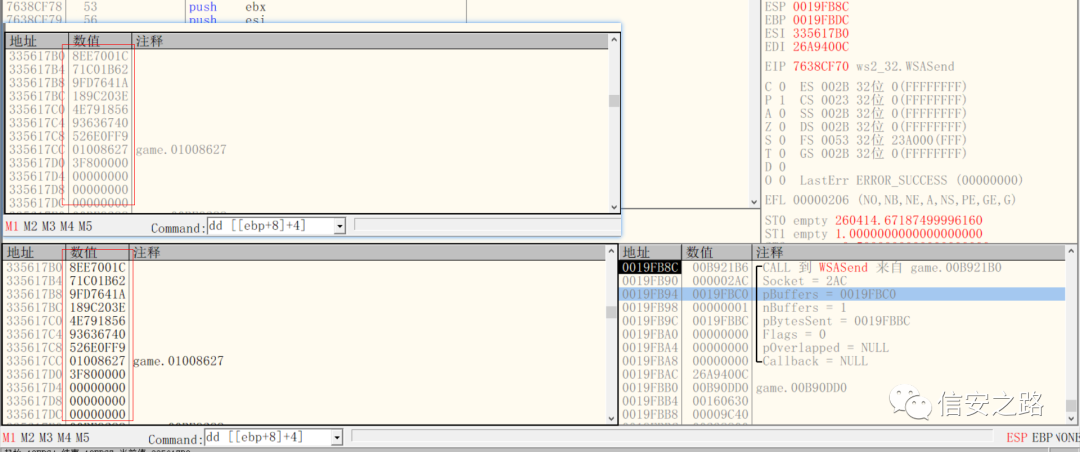 7638CF78 53 push ebx
7638CF79 56 push esi
地址 数值 注释
335617B0 8EE7001C
335617B4 71C01B62
335617B8 9FD7641A
335617BC 189C203E
335617C0 4E791856
335617C4 93636740
335617C8 526E0FF9
335617CC 01008627 game.01008627
335617D0 3F800000
335617D4 00000000
335617D8 00000000
335617DC 00000000
M1 M2 M3 M4 M5 Command: dd [[ebp+8]+4]
ESP 0019FB8C
EBP 0019FBDC
ESI 335617B0
EDI 26A9400C
EIP 7638CF70 ws2_32.WSASend
C 0 ES 002B 32位 0(FFFFFFFF)
P 1 CS 0023 32位 0(FFFFFFFF)
A 0 SS 002B 32位 0(FFFFFFFF)
Z 0 DS 002B 32位 0(FFFFFFFF)
S 0 FS 0053 32位 23A000(FFF)
T 0 GS 002B 32位 0(FFFFFFFF)
D 0
O 0 LastErr ERROR_SUCCESS (00000000)
EFL 00000206 (NO,NB,NE,A,NS,PE,GE,G)
ST0 empty 260414.67187499996160
ST1 empty 1.0000000000000000000
地址 数值 注释
335617B0 8EE7001C
335617B4 71C01B62
335617B8 9FD7641A
335617BC 189C203E
335617C0 4E791856
335617C4 93636740
335617C8 526E0FF9
335617CC 01008627 game.01008627
335617D0 3F800000
335617D4 00000000
335617D8 00000000
335617DC 00000000
地址 数值 注释
0019FB8C 00B921B6 CALL 到 WSASend 来自 game.00B921B0
0019FB90 000002AC Socket = 2AC
0019FB94 0019FBC0 pBuffers = 0019FBC0
0019FB98 00000001 nBuffers = 1
0019FB9C 0019FBBC pBytesSent = 0019FBBC
0019FBA0 00000000 Flags = 0
0019FBA4 00000000 pOverlapped = NULL
0019FBA8 00000000 Callback = NULL
0019FBAC 26A9400C
0019FBB0 00B90DD0 game.00B90DD0
0019FBB4 00160630
0019FBB8 00009C40
信安之路
M1 M2 M3 M4 M5 Command: dd [[ebp+8]+4] ESP EBP NONE